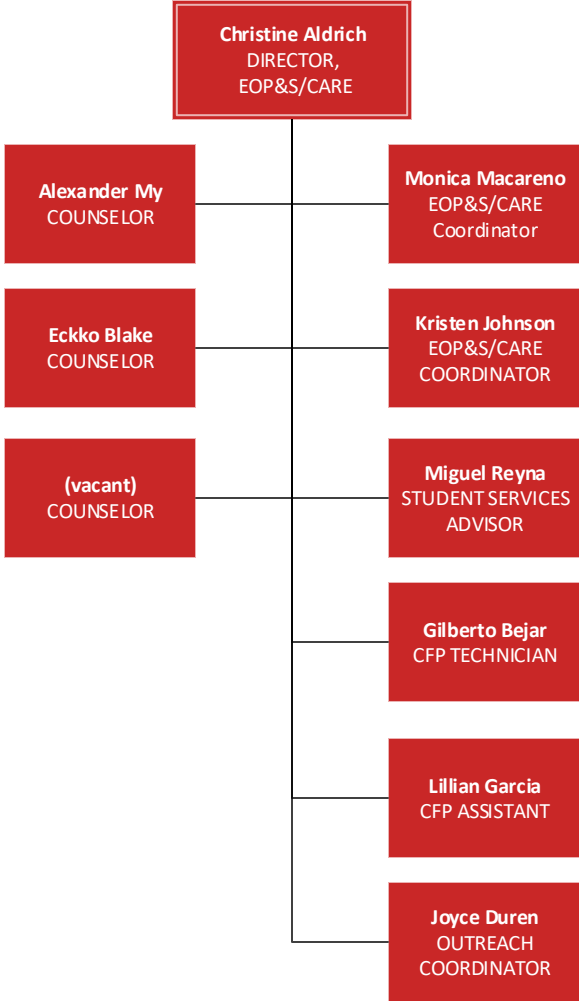 Christine Aldrich
DIRECTOR,
EOP&S/CARE
Alexander My
COUNSELOR
Monica Macareno
EOP&S/CARE
Coordinator
Eckko Blake
COUNSELOR
Kristen Johnson
EOP&S/CARE
COORDINATOR
(vacant)
COUNSELOR
Miguel Reyna
STUDENT SERVICES
ADVISOR
Gilberto Bejar
CFP TECHNICIAN
Lillian Garcia
CFP ASSISTANT
Joyce Duren
OUTREACH
COORDINATOR